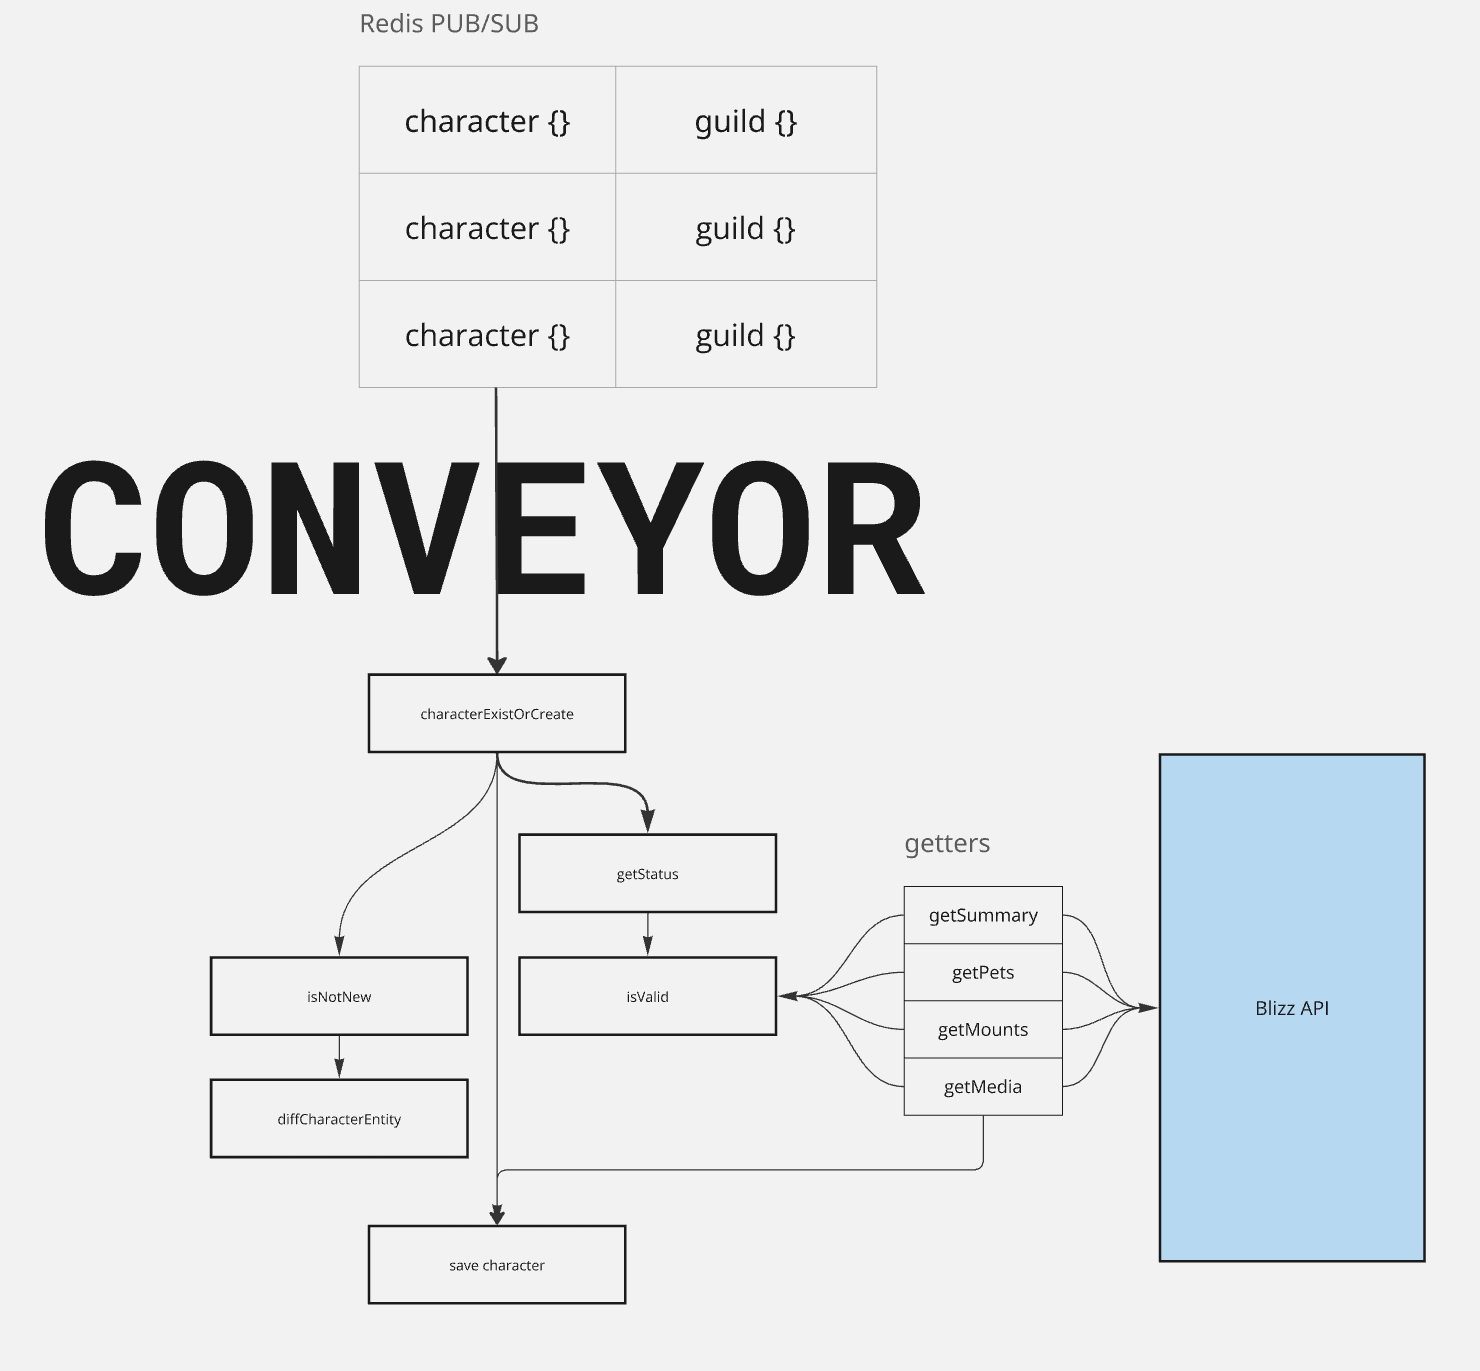 Redis PUB/SUB
character {}
guild {}
character {}
guild {}
character {}
guild {}
CONVEYOR
characterExistOrCreate
getStatus
getters
getSummary
isNotNew
isValid
getPets
getMounts
Blizz API
getMedia
diffCharacterEntity
save character